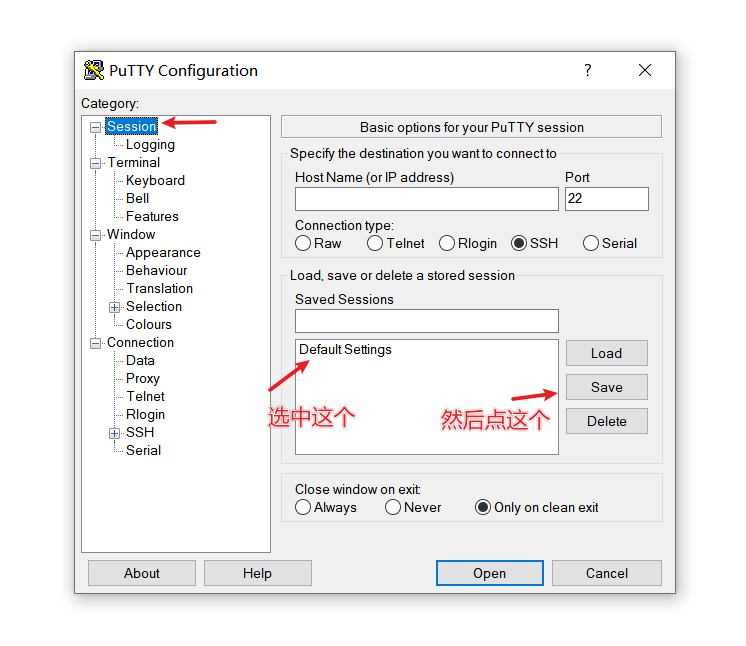 PuTTY Configuration
?
Category:
Session
Logging
Terminal
Keyboard
Bell
Features
Window
Appearance
Behaviour
Translation
Selection
Colours
Connection
Data
Proxy
Telnet
Rlogin
SSH
Serial
Basic options for your PuTTY session
Specify the destination you want to connect to
Host Name (or IP address) Port
22
Connection type:
Raw Telnet Rlogin SSH Serial
Load, save or delete a stored session
Saved Sessions
Default Settings
Load
Save
Delete
选中这个
然后点这个
Close window on exit:
Always Never Only on clean exit
About Help Open Cancel